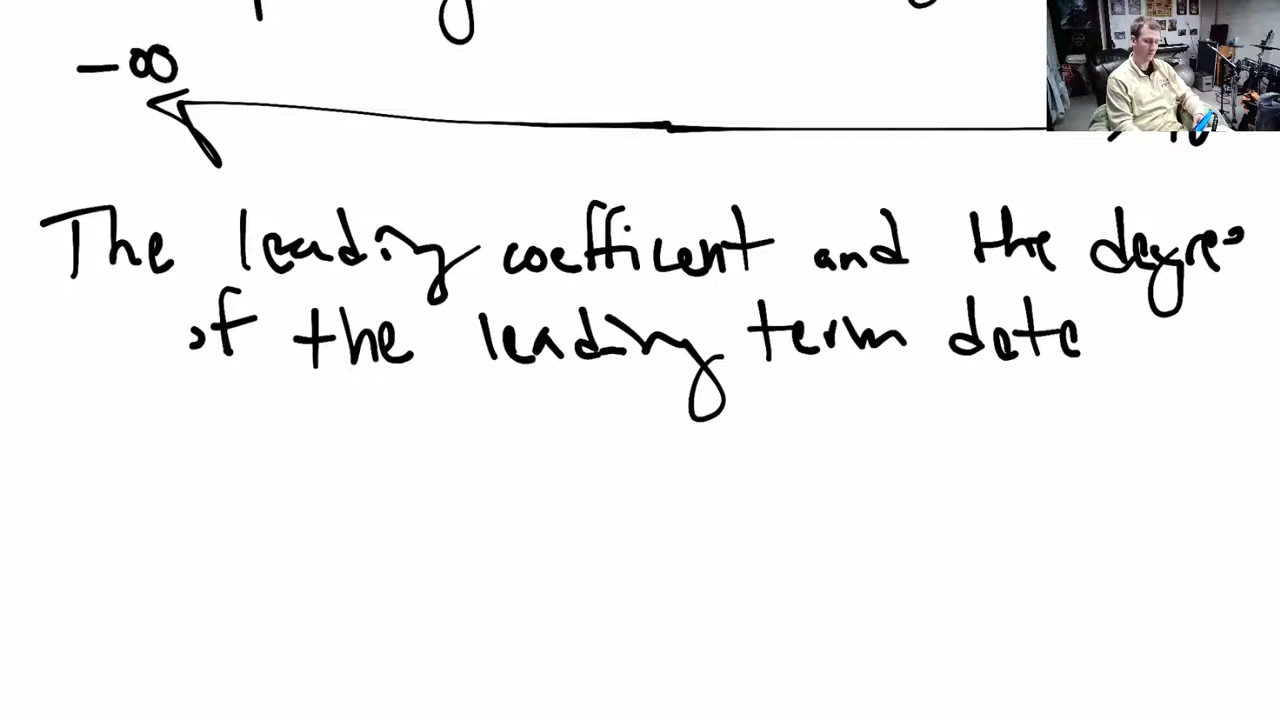 -∞
The leading coefficent and the degree
of the leading term dete